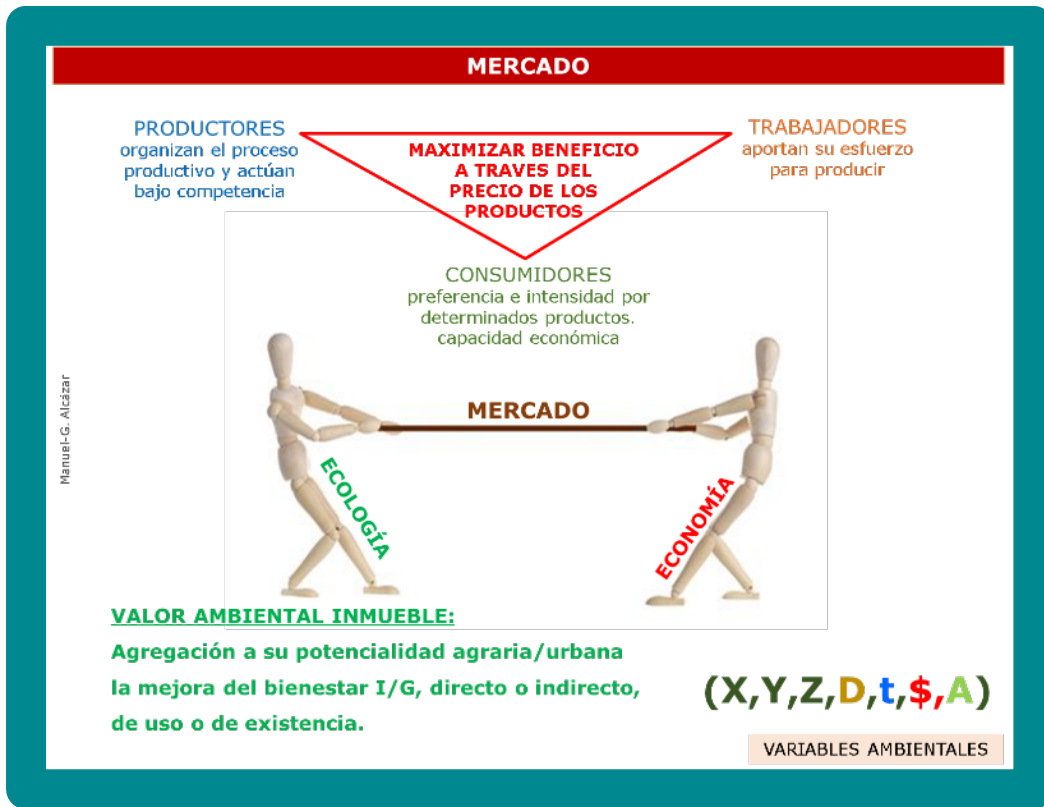 MERCADO
PRODUCTORES
organizan el proceso
productivo y actúan
bajo competencia
MAXIMIZAR BENEFICIO
A TRAVES DEL
PRECIO DE LOS
PRODUCTOS
TRABAJADORES
aportan su esfuerzo
para producir
CONSUMIDORES
preferencia e intensidad por
determinados productos.
capacidad económica
MERCADO
ECOLOGÍA
ECONOMÍA
Manuel-G. Alcázar
VALOR AMBIENTAL INMUEBLE:
Agregación a su potencialidad agraria/urbana
la mejora del bienestar I/G, directo o indirecto,
de uso o de existencia.
(X,Y,Z,D,t,$,A)
VARIABLES AMBIENTALES